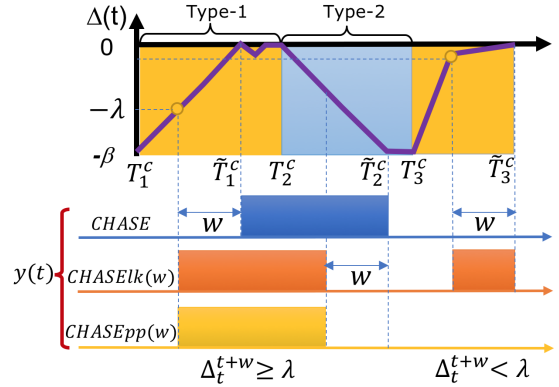 Δ(t) Type-1 Type-2
0
−λ
-β
T₁ᶜ T̃₁ᶜ T₂ᶜ T̃₂ᶜ T₃ᶜ T̃₃ᶜ
CHASE w w
y(t) CHASElk(w) w
CHASEpp(w)
Δₜᵗ⁺ʷ ≥ λ Δₜᵗ⁺ʷ < λ